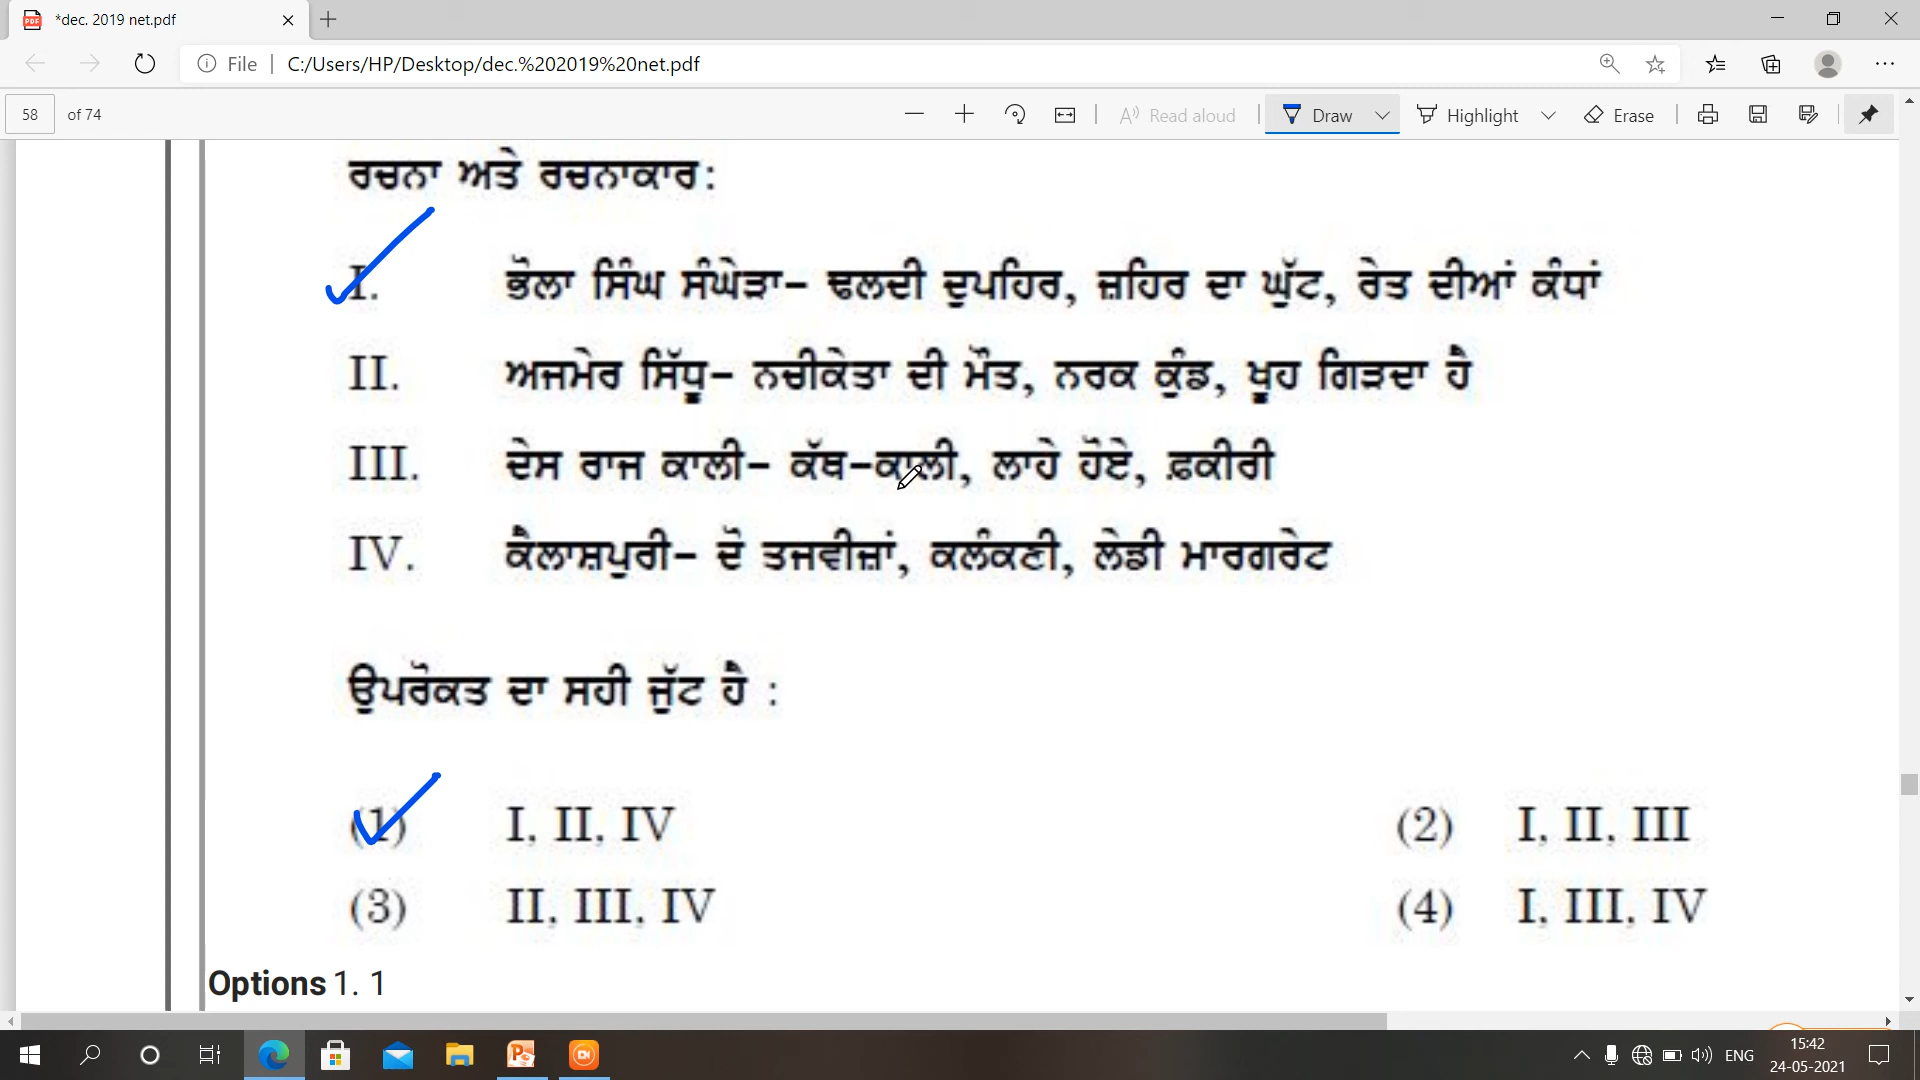 *dec. 2019 net.pdf
File | C:/Users/HP/Desktop/dec.%202019%20net.pdf
58 of 74 Read aloud Draw Highlight Erase
ਰਚਨਾ ਅਤੇ ਰਚਨਾਕਾਰ:
I. ਭੋਲਾ ਸਿੰਘ ਸੰਘੇੜਾ- ਢਲਦੀ ਦੁਪਹਿਰ, ਜ਼ਹਿਰ ਦਾ ਘੁੱਟ, ਰੇਤ ਦੀਆਂ ਕੰਧਾਂ
II. ਅਜਮੇਰ ਸਿੱਧੂ- ਨਚੀਕੇਤਾ ਦੀ ਮੌਤ, ਨਰਕ ਕੁੰਡ, ਖੂਹ ਗਿੜਦਾ ਹੈ
III. ਦੇਸ ਰਾਜ ਕਾਲੀ- ਕੱਥ-ਕਾਲੀ, ਲਾਹੇ ਹੋਏ, ਫ਼ਕੀਰੀ
IV. ਕੈਲਾਸ਼ਪੁਰੀ- ਦੋ ਤਜਵੀਜ਼ਾਂ, ਕਲੰਕਣੀ, ਲੇਡੀ ਮਾਰਗਰੇਟ
ਉਪਰੋਕਤ ਦਾ ਸਹੀ ਜੁੱਟ ਹੈ :
(1) I, II, IV (2) I, II, III
(3) II, III, IV (4) I, III, IV
Options 1. 1
ENG 15:42
24-05-2021